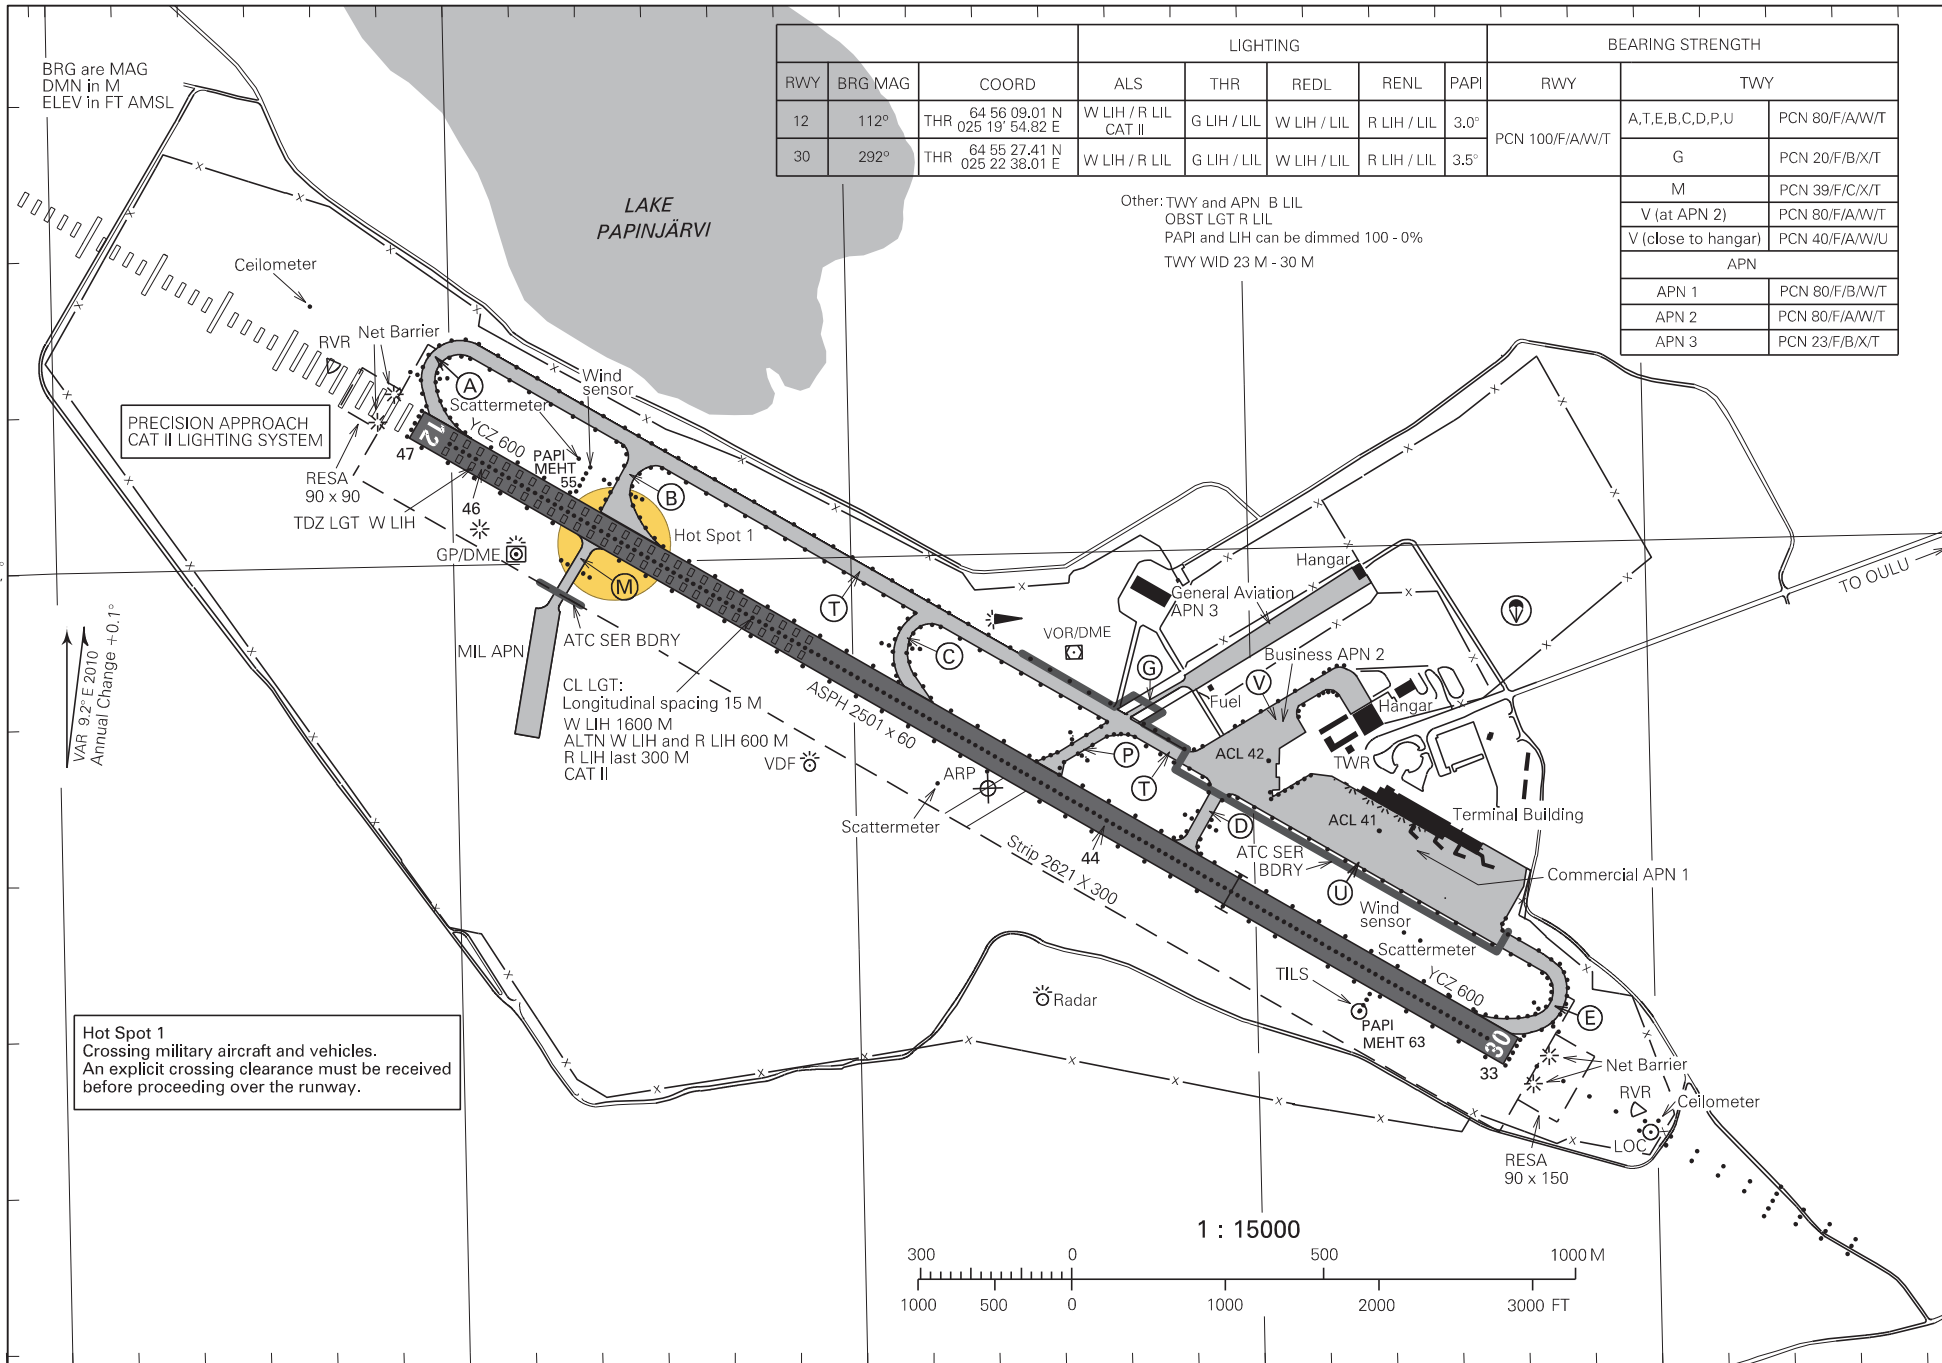 BRG are MAG
DMN in M
ELEV in FT AMSL
LIGHTING
BEARING STRENGTH
RWY BRG MAG COORD ALS THR REDL RENL PAPI RWY TWY
12 112° THR 64 56 09.01 N 025 19' 54.82 E W LIH / R LIL CAT II G LIH / LIL W LIH / LIL R LIH / LIL 3.0° PCN 100/F/A/W/T A,T,E,B,C,D,P,U PCN 80/F/A/W/T
30 292° THR 64 55 27.41 N 025 22 38.01 E W LIH / R LIL G LIH / LIL W LIH / LIL R LIH / LIL 3.5° G PCN 20/F/B/X/T
M PCN 39/F/C/X/T
V (at APN 2) PCN 80/F/A/W/T
V (close to hangar) PCN 40/F/A/W/U
APN
APN 1 PCN 80/F/B/W/T
APN 2 PCN 80/F/A/W/T
APN 3 PCN 23/F/B/X/T
Other: TWY and APN B LIL
OBST LGT R LIL
PAPI and LIH can be dimmed 100 - 0%
TWY WID 23 M - 30 M
LAKE
PAPINJÄRVI
Ceilometer
RVR
Net Barrier
A
Wind
sensor
Scattermeter
PRECISION APPROACH
CAT II LIGHTING SYSTEM
12
YCZ 600
47
PAPI
MEHT
55
RESA
90 x 90
46
TDZ LGT W LIH
B
Hot Spot 1
GP/DME
M
T
ATC SER BDRY
MIL APN
VAR 9.2° E 2010
Annual Change +0.1°
CL LGT:
Longitudinal spacing 15 M
W LIH 1600 M
ALTN W LIH and R LIH 600 M
R LIH last 300 M
CAT II
C
ASPH 2501 x 60
VDF
ARP
Scattermeter
VOR/DME
G
Hangar
General Aviation
APN 3
TO OULU
Business APN 2
V
Fuel
Hangar
P
T
ACL 42
TWR
ACL 41
Terminal Building
D
ATC SER
BDRY
44
Strip 2621 X 300
U
Commercial APN 1
Wind
sensor
Scattermeter
TILS
YCZ 600
PAPI
MEHT 63
E
30
33
Net Barrier
RVR
Ceilometer
LOC
RESA
90 x 150
Radar
Hot Spot 1
Crossing military aircraft and vehicles.
An explicit crossing clearance must be received
before proceeding over the runway.
1 : 15000
300 0 500 1000 M
1000 500 0 1000 2000 3000 FT